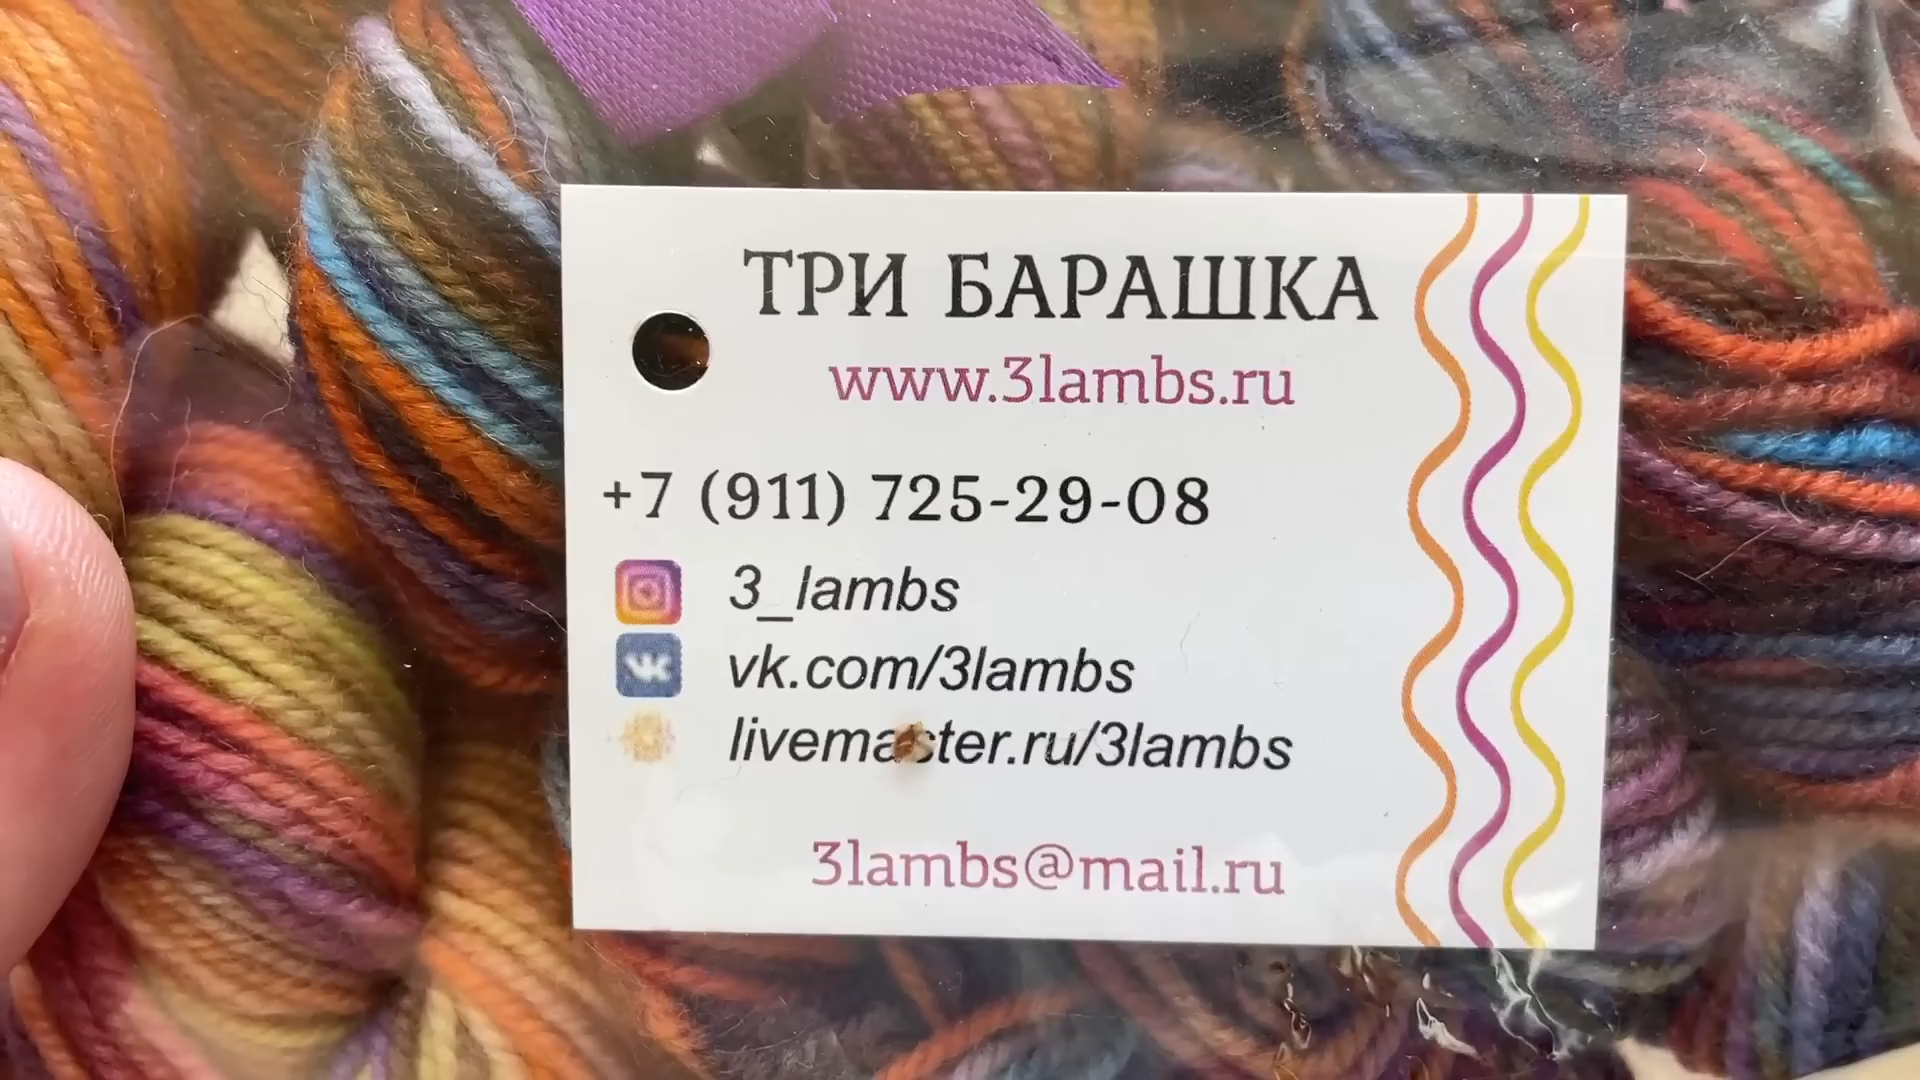 ТРИ БАРАШКА
www.3lambs.ru
+7 (911) 725-29-08
3_lambs
vk.com/3lambs
livemaster.ru/3lambs
3lambs@mail.ru